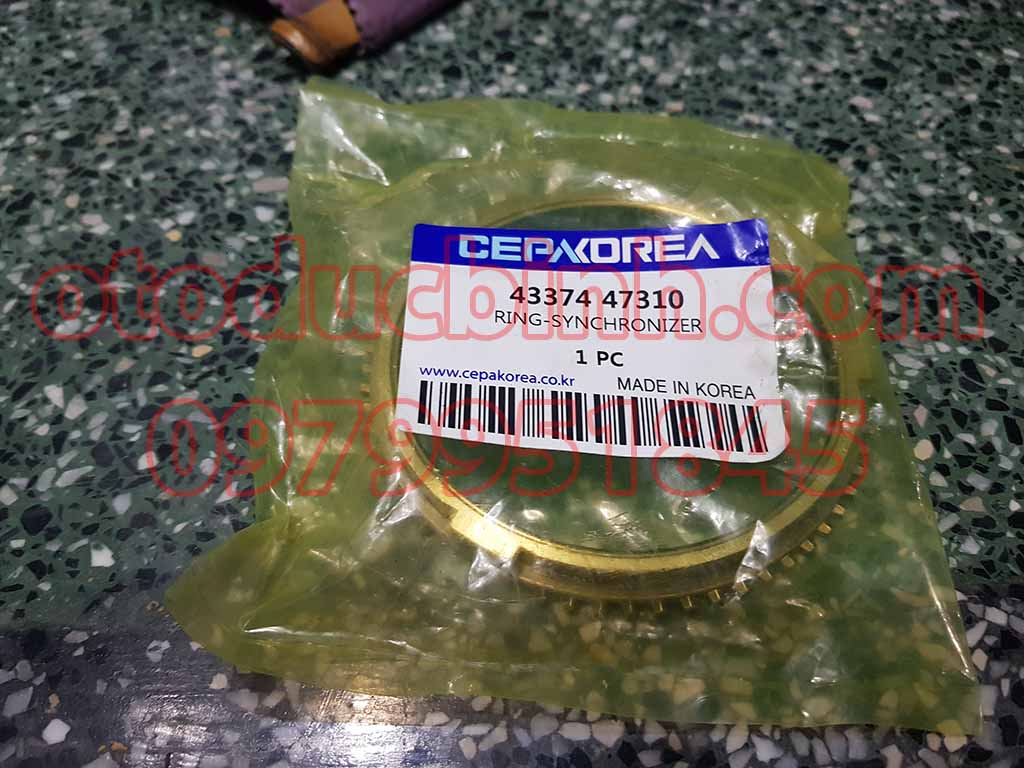 CEPAKOREA
otoducbinh.com
43374 47310
RING-SYNCHRONIZER
1 PC
www.cepakorea.co.kr
MADE IN KOREA
0979951845